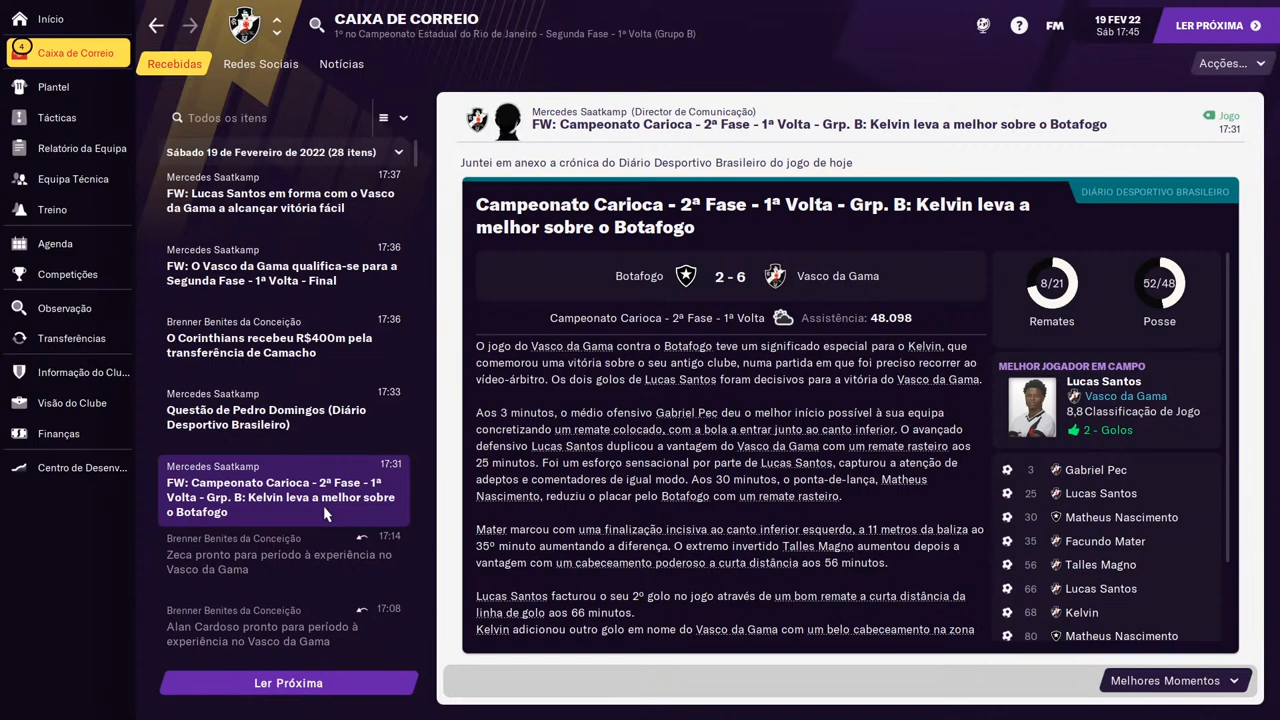 Início
4
Caixa de Correio
Plantel
Tácticas
Relatório da Equipa
Equipa Técnica
Treino
Agenda
Competições
Observação
Transferências
Informação do Clu...
Visão do Clube
Finanças
Centro de Desenv...
CAIXA DE CORREIO
1º no Campeonato Estadual do Rio de Janeiro - Segunda Fase - 1ª Volta (Grupo B)
?
FM
19 FEV 22
Sáb 17:45
LER PRÓXIMA
Recebidas
Redes Sociais
Notícias
Acções...
Todos os itens
Sábado 19 de Fevereiro de 2022 (28 itens)
Mercedes Saatkamp 17:37
FW: Lucas Santos em forma com o Vasco
da Gama a alcançar vitória fácil
Mercedes Saatkamp 17:36
FW: O Vasco da Gama qualifica-se para a
Segunda Fase - 1ª Volta - Final
Brenner Benites da Conceição 17:36
O Corinthians recebeu R$400m pela
transferência de Camacho
Mercedes Saatkamp 17:33
Questão de Pedro Domingos (Diário
Desportivo Brasileiro)
Mercedes Saatkamp 17:31
FW: Campeonato Carioca - 2ª Fase - 1ª
Volta - Grp. B: Kelvin leva a melhor sobre
o Botafogo
Brenner Benites da Conceição 17:14
Zeca pronto para período à experiência no
Vasco da Gama
Brenner Benites da Conceição 17:08
Alan Cardoso pronto para período à
experiência no Vasco da Gama
Ler Próxima
Mercedes Saatkamp (Director de Comunicação)
FW: Campeonato Carioca - 2ª Fase - 1ª Volta - Grp. B: Kelvin leva a melhor sobre o Botafogo
Jogo
17:31
Juntei em anexo a crónica do Diário Desportivo Brasileiro do jogo de hoje
DIÁRIO DESPORTIVO BRASILEIRO
Campeonato Carioca - 2ª Fase - 1ª Volta - Grp. B: Kelvin leva a
melhor sobre o Botafogo
Botafogo 2 - 6 Vasco da Gama
Campeonato Carioca - 2ª Fase - 1ª Volta Assistência: 48.098
O jogo do Vasco da Gama contra o Botafogo teve um significado especial para o Kelvin, que
comemorou uma vitória sobre o seu antigo clube, numa partida em que foi preciso recorrer ao
vídeo-árbitro. Os dois golos de Lucas Santos foram decisivos para a vitória do Vasco da Gama.
Aos 3 minutos, o médio ofensivo Gabriel Pec deu o melhor início possível à sua equipa
concretizando um remate colocado, com a bola a entrar junto ao canto inferior. O avançado
defensivo Lucas Santos duplicou a vantagem do Vasco da Gama com um remate rasteiro aos
25 minutos. Foi um esforço sensacional por parte de Lucas Santos, capturou a atenção de
adeptos e comentadores de igual modo. Aos 30 minutos, o ponta-de-lança, Matheus
Nascimento, reduziu o placar pelo Botafogo com um remate rasteiro.
Mater marcou com uma finalização incisiva ao canto inferior esquerdo, a 11 metros da baliza ao
35º minuto aumentando a diferença. O extremo invertido Talles Magno aumentou depois a
vantagem com um cabeceamento poderoso a curta distância aos 56 minutos.
Lucas Santos facturou o seu 2º golo no jogo através de um bom remate a curta distância da
linha de golo aos 66 minutos.
Kelvin adicionou outro golo em nome do Vasco da Gama com um belo cabeceamento na zona
8/21
Remates
52/48
Posse
MELHOR JOGADOR EM CAMPO
Lucas Santos
Vasco da Gama
8,8 Classificação de Jogo
2 - Golos
3 Gabriel Pec
25 Lucas Santos
30 Matheus Nascimento
35 Facundo Mater
56 Talles Magno
66 Lucas Santos
68 Kelvin
80 Matheus Nascimento
Melhores Momentos